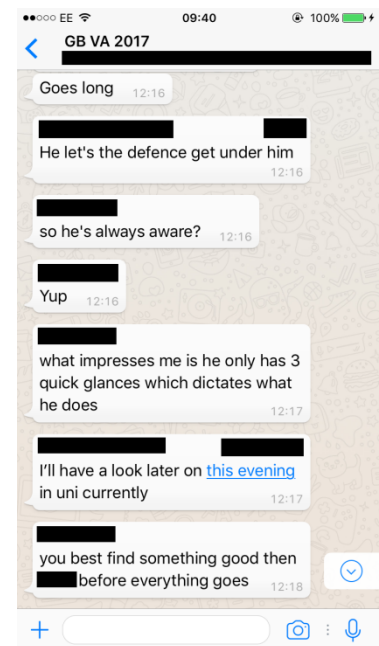 EE 09:40 100%
GB VA 2017
Goes long 12:16
He let's the defence get under him
12:16
so he's always aware? 12:16
Yup 12:16
what impresses me is he only has 3
quick glances which dictates what
he does
12:17
I'll have a look later on this evening
in uni currently
12:17
you best find something good then
before everything goes 12:18